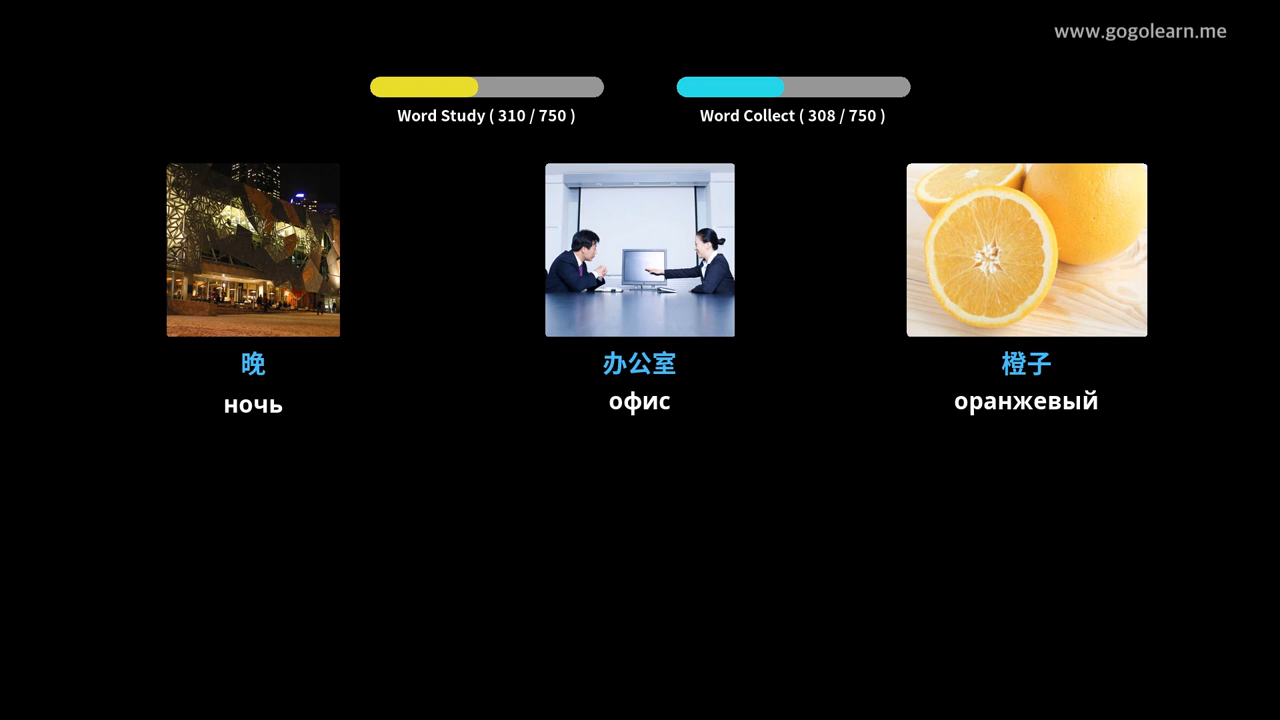 www.gogolearn.me
Word Study ( 310 / 750 )
Word Collect ( 308 / 750 )
晚
办公室
橙子
ночь
офис
оранжевый